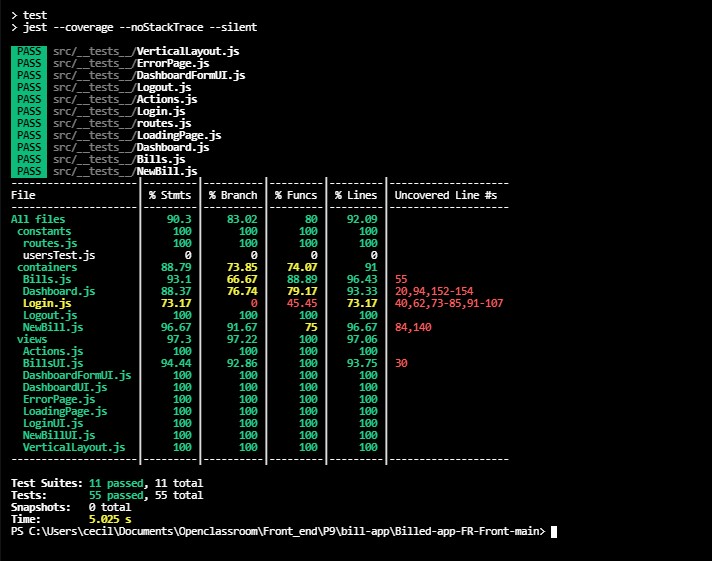 > test
> jest --coverage --noStackTrace --silent
PASS src/__tests__/VerticalLayout.js
PASS src/__tests__/ErrorPage.js
PASS src/__tests__/DashboardFormUI.js
PASS src/__tests__/Logout.js
PASS src/__tests__/Actions.js
PASS src/__tests__/Login.js
PASS src/__tests__/routes.js
PASS src/__tests__/LoadingPage.js
PASS src/__tests__/Dashboard.js
PASS src/__tests__/Bills.js
PASS src/__tests__/NewBill.js
---------------------|---------|----------|---------|---------|--------------------
File                 | % Stmts | % Branch | % Funcs | % Lines | Uncovered Line #s
---------------------|---------|----------|---------|---------|--------------------
All files            |    90.3 |    83.02 |      80 |   92.09 |
 constants           |     100 |      100 |     100 |     100 |
  routes.js          |     100 |      100 |     100 |     100 |
  usersTest.js       |       0 |        0 |       0 |       0 |
 containers          |   88.79 |    73.85 |   74.07 |      91 |
  Bills.js           |    93.1 |    66.67 |   88.89 |   96.43 | 55
  Dashboard.js       |   88.37 |    76.74 |   79.17 |   93.33 | 20,94,152-154
  Login.js           |   73.17 |        0 |   45.45 |   73.17 | 40,62,73-85,91-107
  Logout.js          |     100 |      100 |     100 |     100 |
  NewBill.js         |   96.67 |    91.67 |      75 |   96.67 | 84,140
 views               |    97.3 |    97.22 |     100 |   97.06 |
  Actions.js         |     100 |      100 |     100 |     100 |
  BillsUI.js         |   94.44 |    92.86 |     100 |   93.75 | 30
  DashboardFormUI.js |     100 |      100 |     100 |     100 |
  DashboardUI.js     |     100 |      100 |     100 |     100 |
  ErrorPage.js       |     100 |      100 |     100 |     100 |
  LoadingPage.js     |     100 |      100 |     100 |     100 |
  LoginUI.js         |     100 |      100 |     100 |     100 |
  NewBillUI.js       |     100 |      100 |     100 |     100 |
  VerticalLayout.js  |     100 |      100 |     100 |     100 |
---------------------|---------|----------|---------|---------|--------------------
Test Suites: 11 passed, 11 total
Tests:       55 passed, 55 total
Snapshots:   0 total
Time:        5.025 s
PS C:\Users\cecil\Documents\Openclassroom\Front_end\P9\bill-app\Billed-app-FR-Front-main>